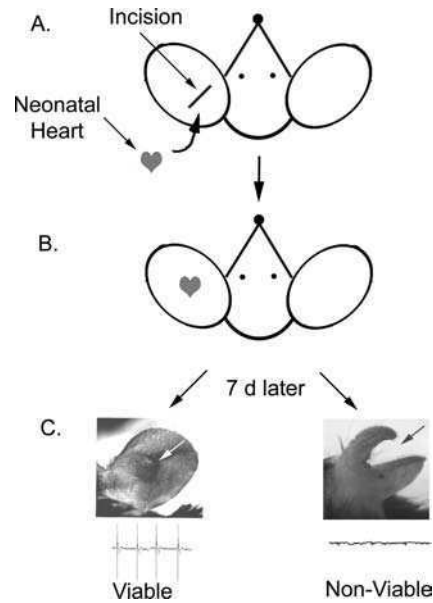 A.
Incision
Neonatal
Heart
B.
7 d later
C.
Viable
Non-Viable